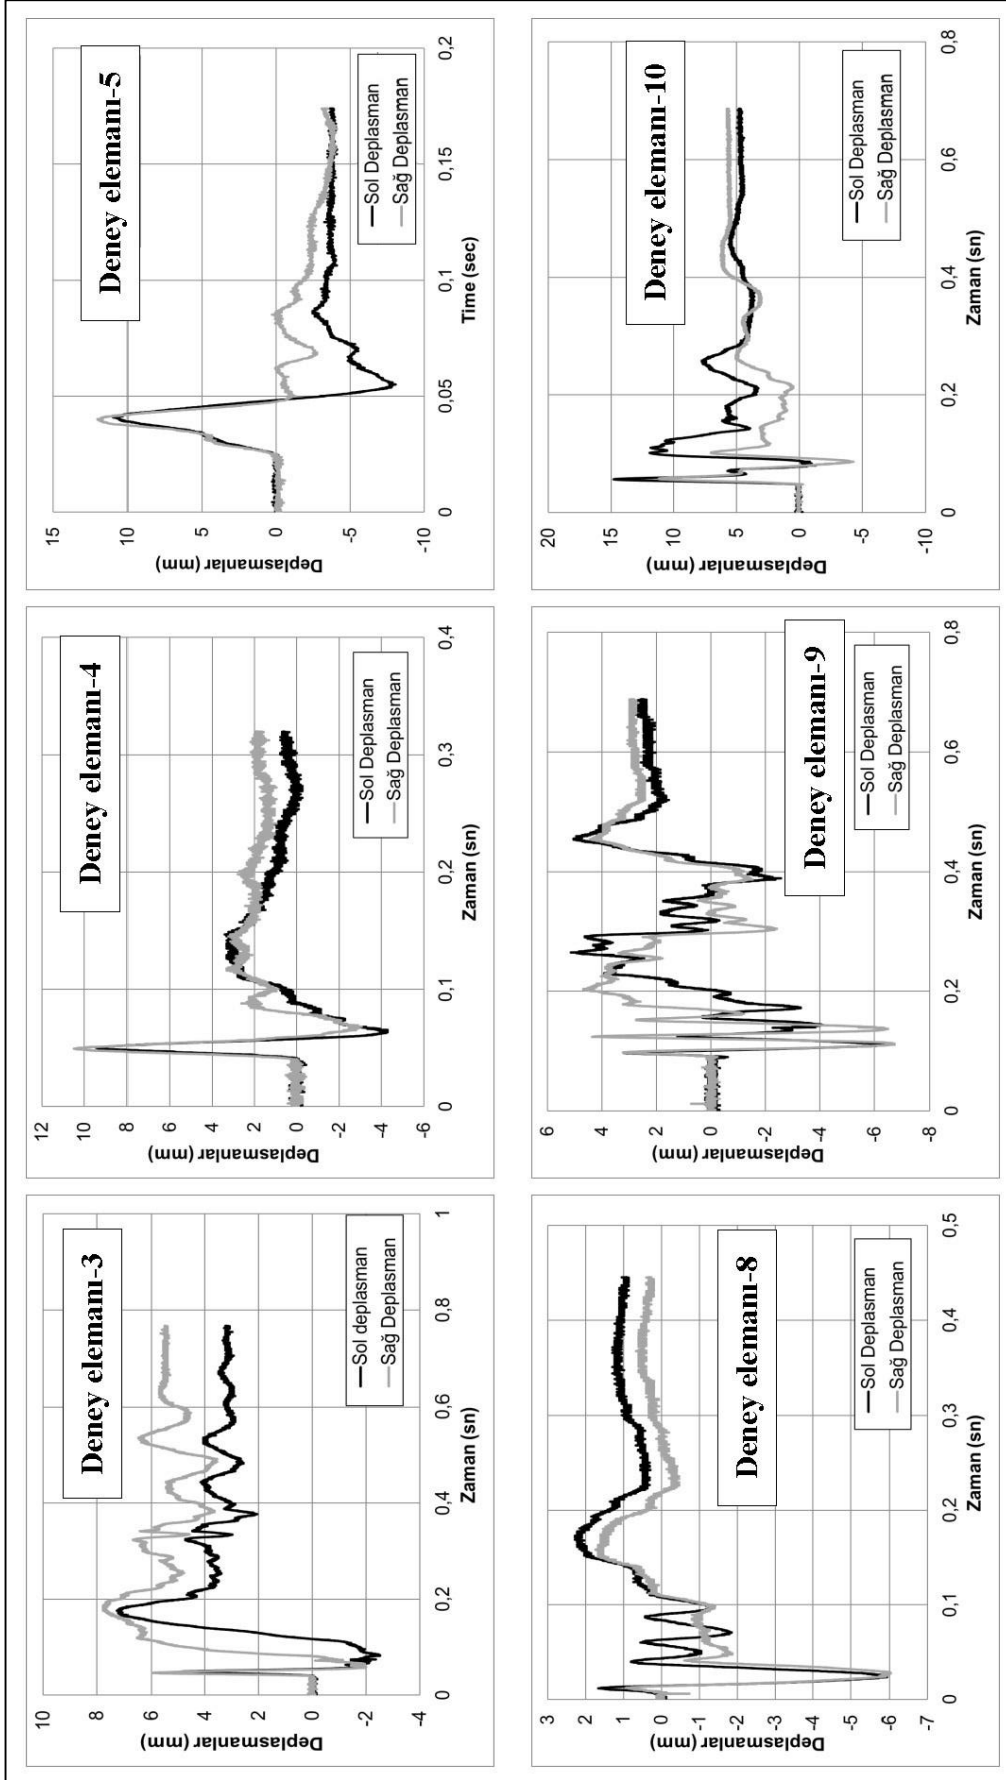 Deney elemanı-3
Deplasmanlar (mm)
10
8
6
4
2
0
-2
-4
0
0,2
0,4
0,6
0,8
1
Zaman (sn)
Sol deplasman
Sağ Deplasman
Deney elemanı-4
Deplasmanlar (mm)
12
10
8
6
4
2
0
-2
-4
-6
0
0,1
0,2
0,3
0,4
Zaman (sn)
Sol Deplasman
Sağ Deplasman
Deney elemanı-5
Deplasmanlar (mm)
15
10
5
0
-5
-10
0
0,05
0,1
0,15
0,2
Time (sec)
Sol Deplasman
Sağ Deplasman
Deney elemanı-8
Deplasmanlar (mm)
3
2
1
0
-1
-2
-3
-4
-5
-6
-7
0
0,1
0,2
0,3
0,4
0,5
Zaman (sn)
Sol Deplasman
Sağ Deplasman
Deney elemanı-9
Deplasmanlar (mm)
6
4
2
0
-2
-4
-6
-8
0
0,2
0,4
0,6
0,8
Zaman (sn)
Sol Deplasman
Sağ Deplasman
Deney elemanı-10
Deplasmanlar (mm)
20
15
10
5
0
-5
-10
0
0,2
0,4
0,6
0,8
Zaman (sn)
Sol Deplasman
Sağ Deplasman